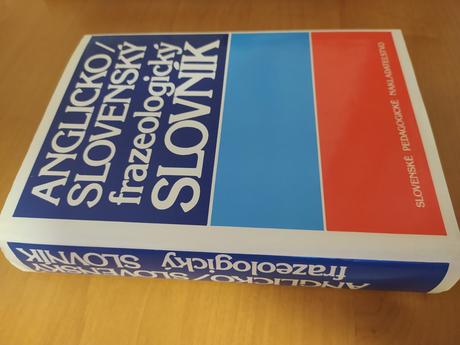 ANGLICKO/
SLOVENSKÝ
frazeologický
SLOVNÍK
SLOVENSKÉ PEDAGOGICKÉ NAKLADATEĽSTVO
ANGLICKO/SLOVENSKÝ
frazeologický SLOVNÍK